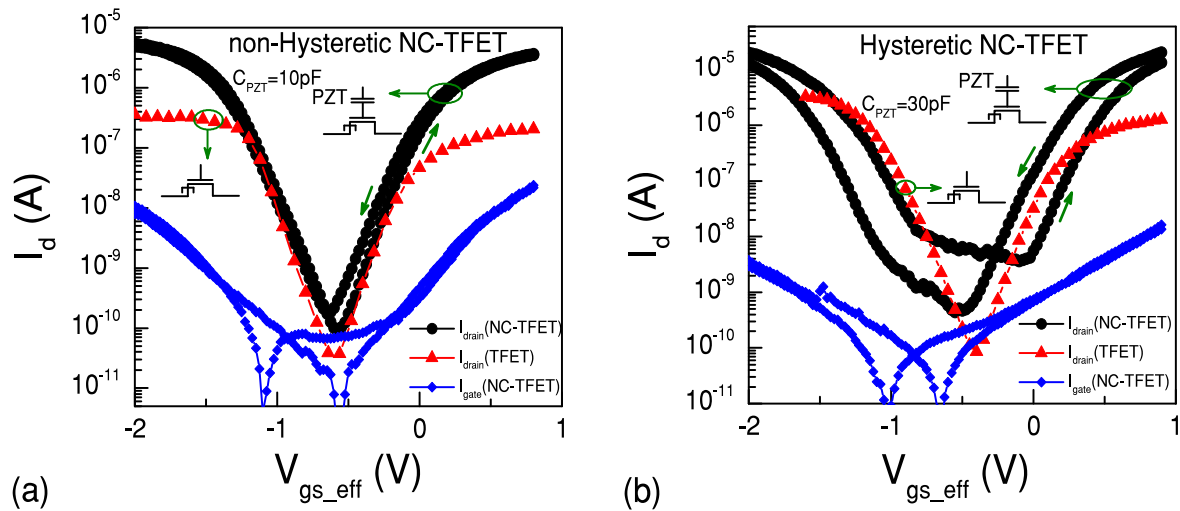 non-Hysteretic NC-TFET
C_PZT=10pF
PZT
10^-5
10^-6
10^-7
10^-8
10^-9
10^-10
10^-11
I_d (A)
I_drain(NC-TFET)
I_drain(TFET)
I_gate(NC-TFET)
-2 -1 0 1
V_gs_eff (V)
(a)
Hysteretic NC-TFET
PZT
C_PZT=30pF
10^-5
10^-6
10^-7
10^-8
10^-9
10^-10
10^-11
I_d (A)
I_drain(NC-TFET)
I_drain(TFET)
I_gate(NC-TFET)
-2 -1 0 1
V_gs_eff (V)
(b)